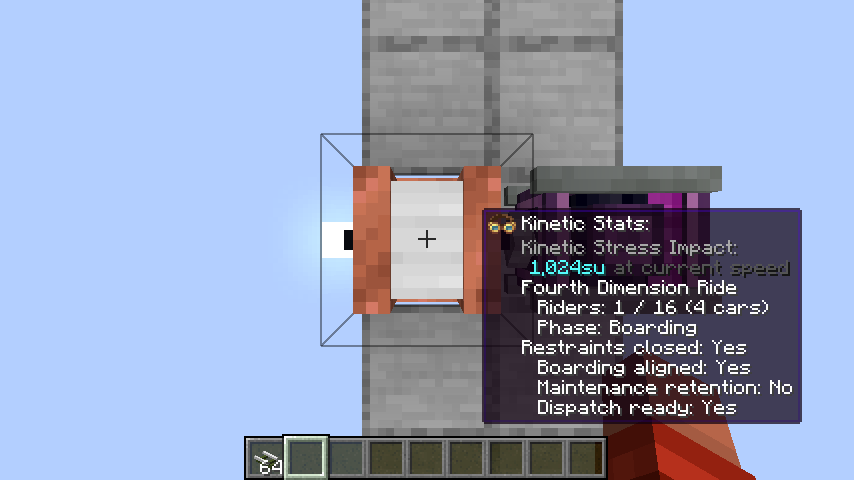 Kinetic Stats:
Kinetic Stress Impact:
1,024su at current speed
Fourth Dimension Ride
Riders: 1 / 16 (4 cars)
Phase: Boarding
Restraints closed: Yes
Boarding aligned: Yes
Maintenance retention: No
Dispatch ready: Yes
64